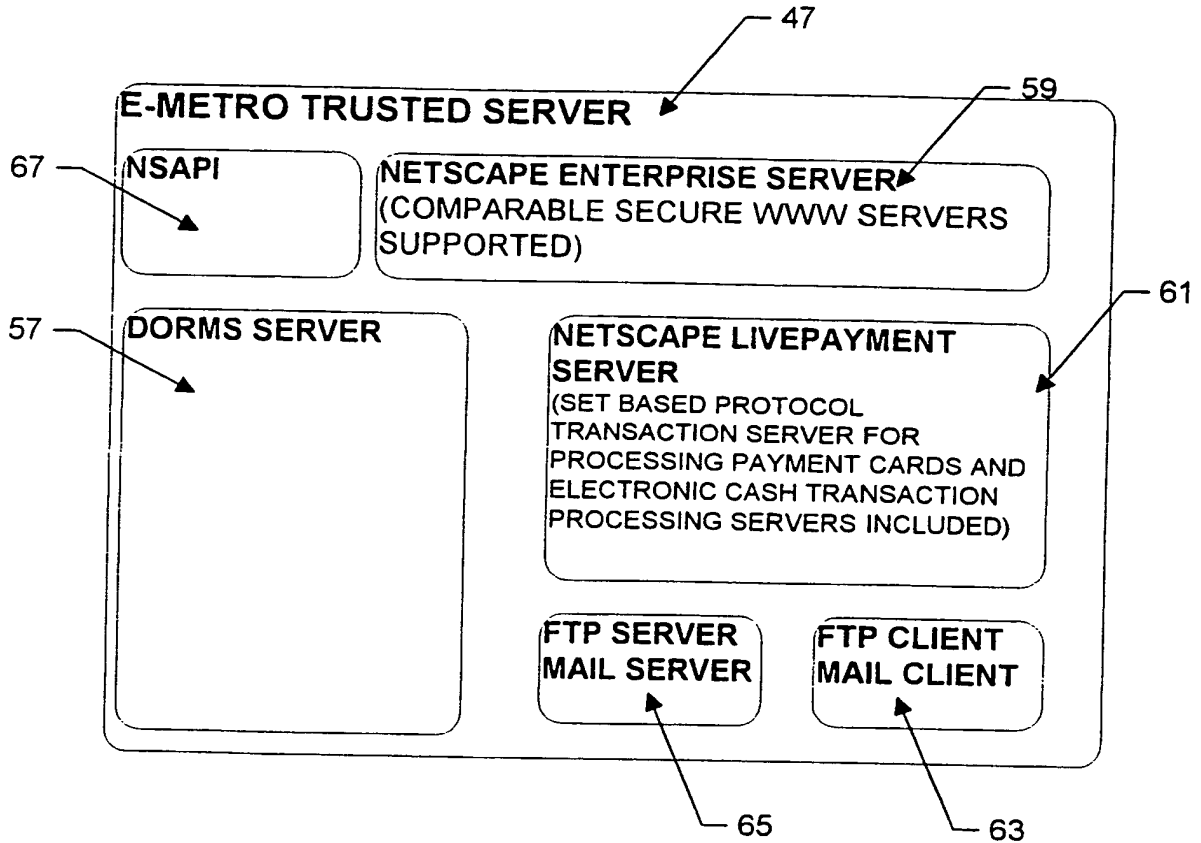 47
E-METRO TRUSTED SERVER
59
67
NSAPI
NETSCAPE ENTERPRISE SERVER
(COMPARABLE SECURE WWW SERVERS
SUPPORTED)
61
57
DORMS SERVER
NETSCAPE LIVEPAYMENT
SERVER
(SET BASED PROTOCOL
TRANSACTION SERVER FOR
PROCESSING PAYMENT CARDS AND
ELECTRONIC CASH TRANSACTION
PROCESSING SERVERS INCLUDED)
FTP SERVER
MAIL SERVER
FTP CLIENT
MAIL CLIENT
65
63